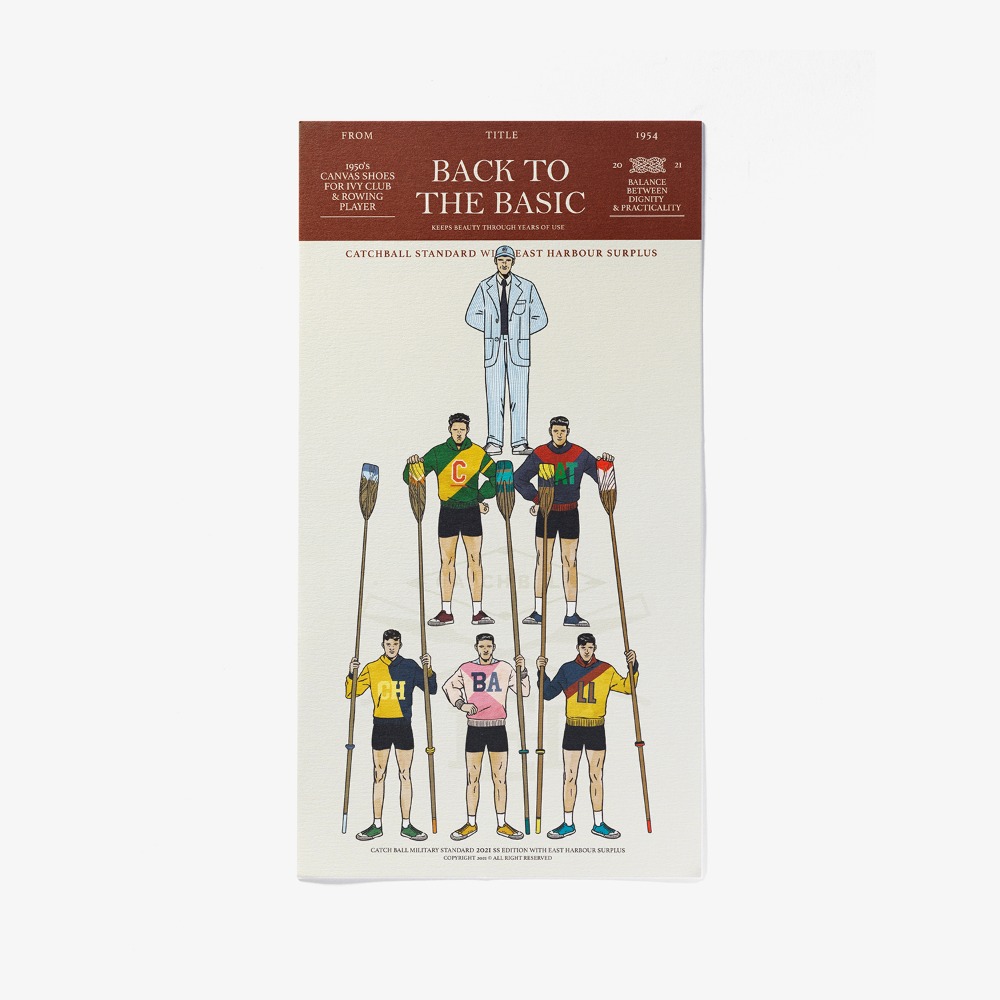 FROM
TITLE
1954
1950's
CANVAS SHOES
FOR IVY CLUB
& ROWING
PLAYER
BACK TO
THE BASIC
KEEPS BEAUTY THROUGH YEARS OF USE
20 21
BALANCE
BETWEEN
DIGNITY
& PRACTICALITY
CATCHBALL STANDARD WI EAST HARBOUR SURPLUS
C
AT
CATCH BALL
CH
BA
LL
CATCH BALL MILITARY STANDARD 2021 SS EDITION WITH EAST HARBOUR SURPLUS
COPYRIGHT 2021 © ALL RIGHT RESERVED